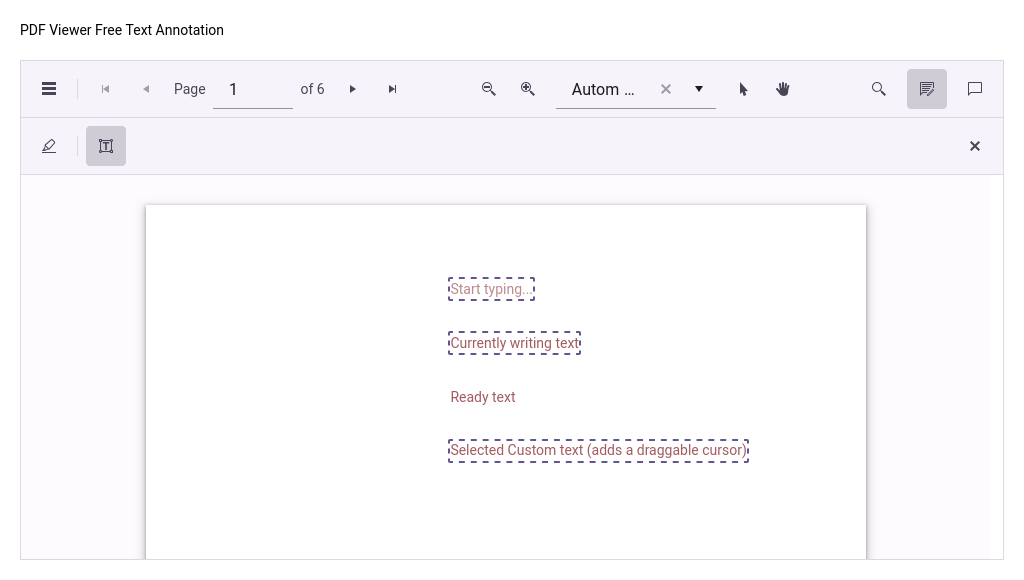 PDF Viewer Free Text Annotation
Page 1 of 6 Autom ...
Start typing...
Currently writing text
Ready text
Selected Custom text (adds a draggable cursor)